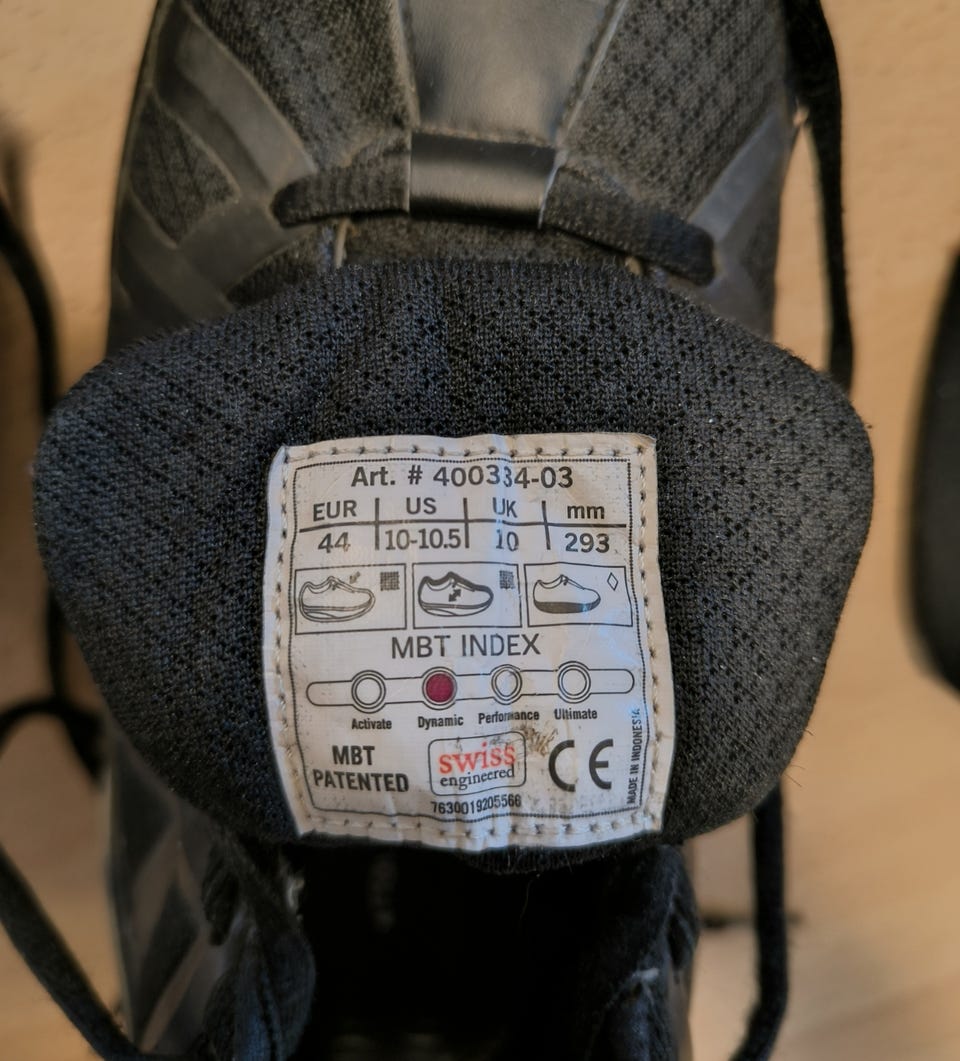 Art. # 400334-03
EUR US UK mm
44 10-10.5 10 293
MBT INDEX
Activate Dynamic Performance Ultimate
MBT
PATENTED
swiss
engineered
CE
7630019205566
MADE IN INDONESIA